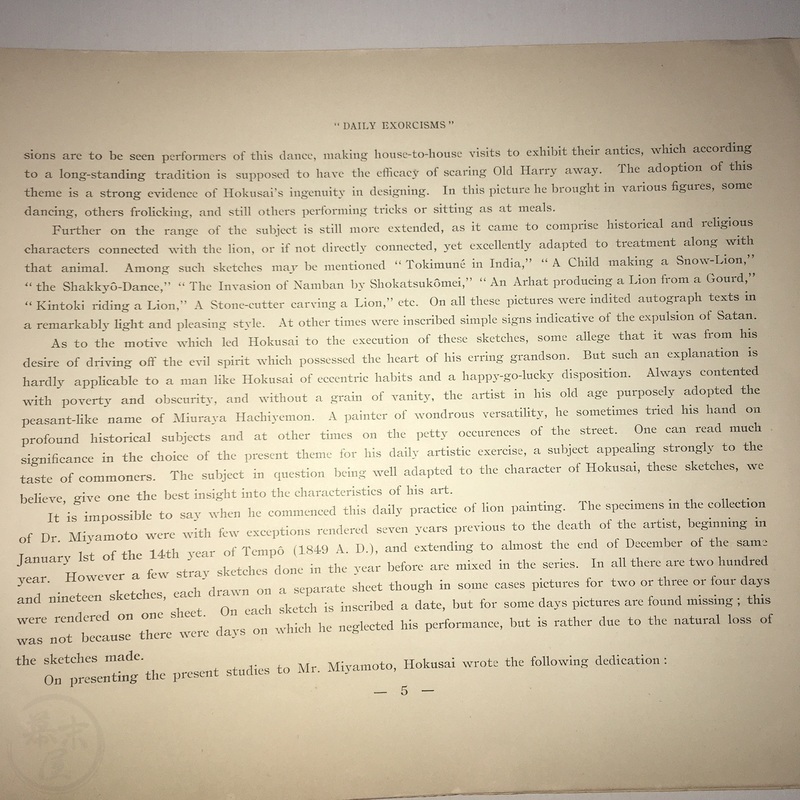 "DAILY EXORCISMS"
sions are to be seen performers of this dance, making house-to-house visits to exhibit their antics, which according
to a long-standing tradition is supposed to have the efficacy of scaring Old Harry away. The adoption of this
theme is a strong evidence of Hokusai's ingenuity in designing. In this picture he brought in various figures, some
dancing, others frolicking, and still others performing tricks or sitting as at meals.
Further on the range of the subject is still more extended, as it came to comprise historical and religious
characters connected with the lion, or if not directly connected, yet excellently adapted to treatment along with
that animal. Among such sketches may be mentioned "Tokimuné in India," "A Child making a Snow-Lion,"
"the Shakkyô-Dance," "The Invasion of Namban by Shokatsukômei," "An Arhat producing a Lion from a Gourd,"
"Kintoki riding a Lion," A Stone-cutter carving a Lion," etc. On all these pictures were indited autograph texts in
a remarkably light and pleasing style. At other times were inscribed simple signs indicative of the expulsion of Satan.
As to the motive which led Hokusai to the execution of these sketches, some allege that it was from his
desire of driving off the evil spirit which possessed the heart of his erring grandson. But such an explanation is
hardly applicable to a man like Hokusai of eccentric habits and a happy-go-lucky disposition. Always contented
with poverty and obscurity, and without a grain of vanity, the artist in his old age purposely adopted the
peasant-like name of Miuraya Hachiyemon. A painter of wondrous versatility, he sometimes tried his hand on
profound historical subjects and at other times on the petty occurences of the street. One can read much
significance in the choice of the present theme for his daily artistic exercise, a subject appealing strongly to the
taste of commoners. The subject in question being well adapted to the character of Hokusai, these sketches, we
believe, give one the best insight into the characteristics of his art.
It is impossible to say when he commenced this daily practice of lion painting. The specimens in the collection
of Dr. Miyamoto were with few exceptions rendered seven years previous to the death of the artist, beginning in
January 1st of the 14th year of Tempô (1849 A. D.), and extending to almost the end of December of the same
year. However a few stray sketches done in the year before are mixed in the series. In all there are two hundred
and nineteen sketches, each drawn on a separate sheet though in some cases pictures for two or three or four days
were rendered on one sheet. On each sketch is inscribed a date, but for some days pictures are found missing; this
was not because there were days on which he neglected his performance, but is rather due to the natural loss of
the sketches made.
On presenting the present studies to Mr. Miyamoto, Hokusai wrote the following dedication:
— 5 —
幕末屋